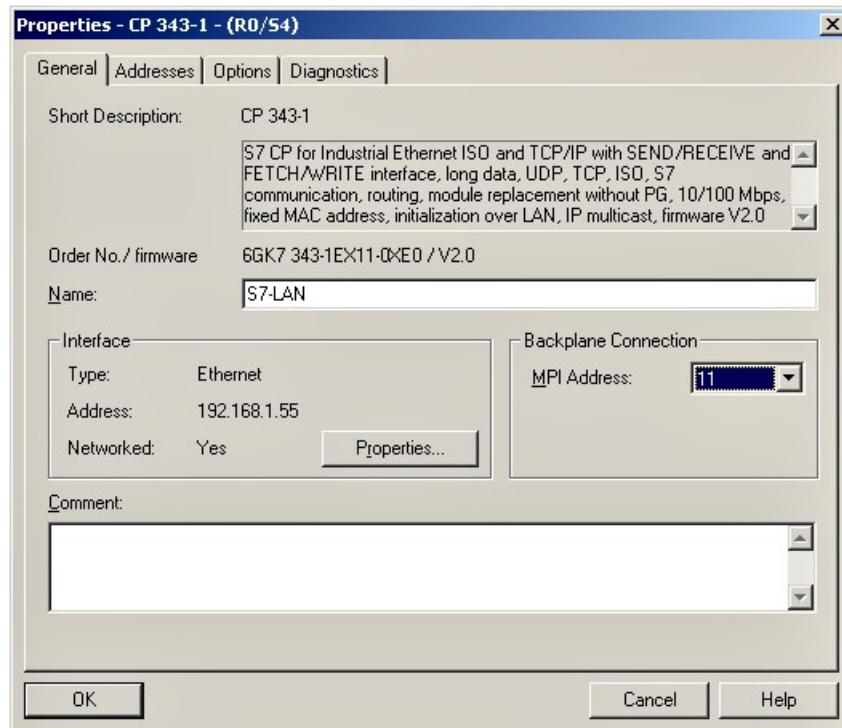 Properties - CP 343-1 - (R0/S4)
General Addresses Options Diagnostics
Short Description: CP 343-1
S7 CP for Industrial Ethernet ISO and TCP/IP with SEND/RECEIVE and
FETCH/WRITE interface, long data, UDP, TCP, ISO, S7
communication, routing, module replacement without PG, 10/100 Mbps,
fixed MAC address, initialization over LAN, IP multicast, firmware V2.0
Order No./ firmware 6GK7 343-1EX11-0XE0 / V2.0
Name: S7-LAN
Interface
Type: Ethernet
Address: 192.168.1.55
Networked: Yes Properties...
Backplane Connection
MPI Address: 11
Comment:
OK Cancel Help